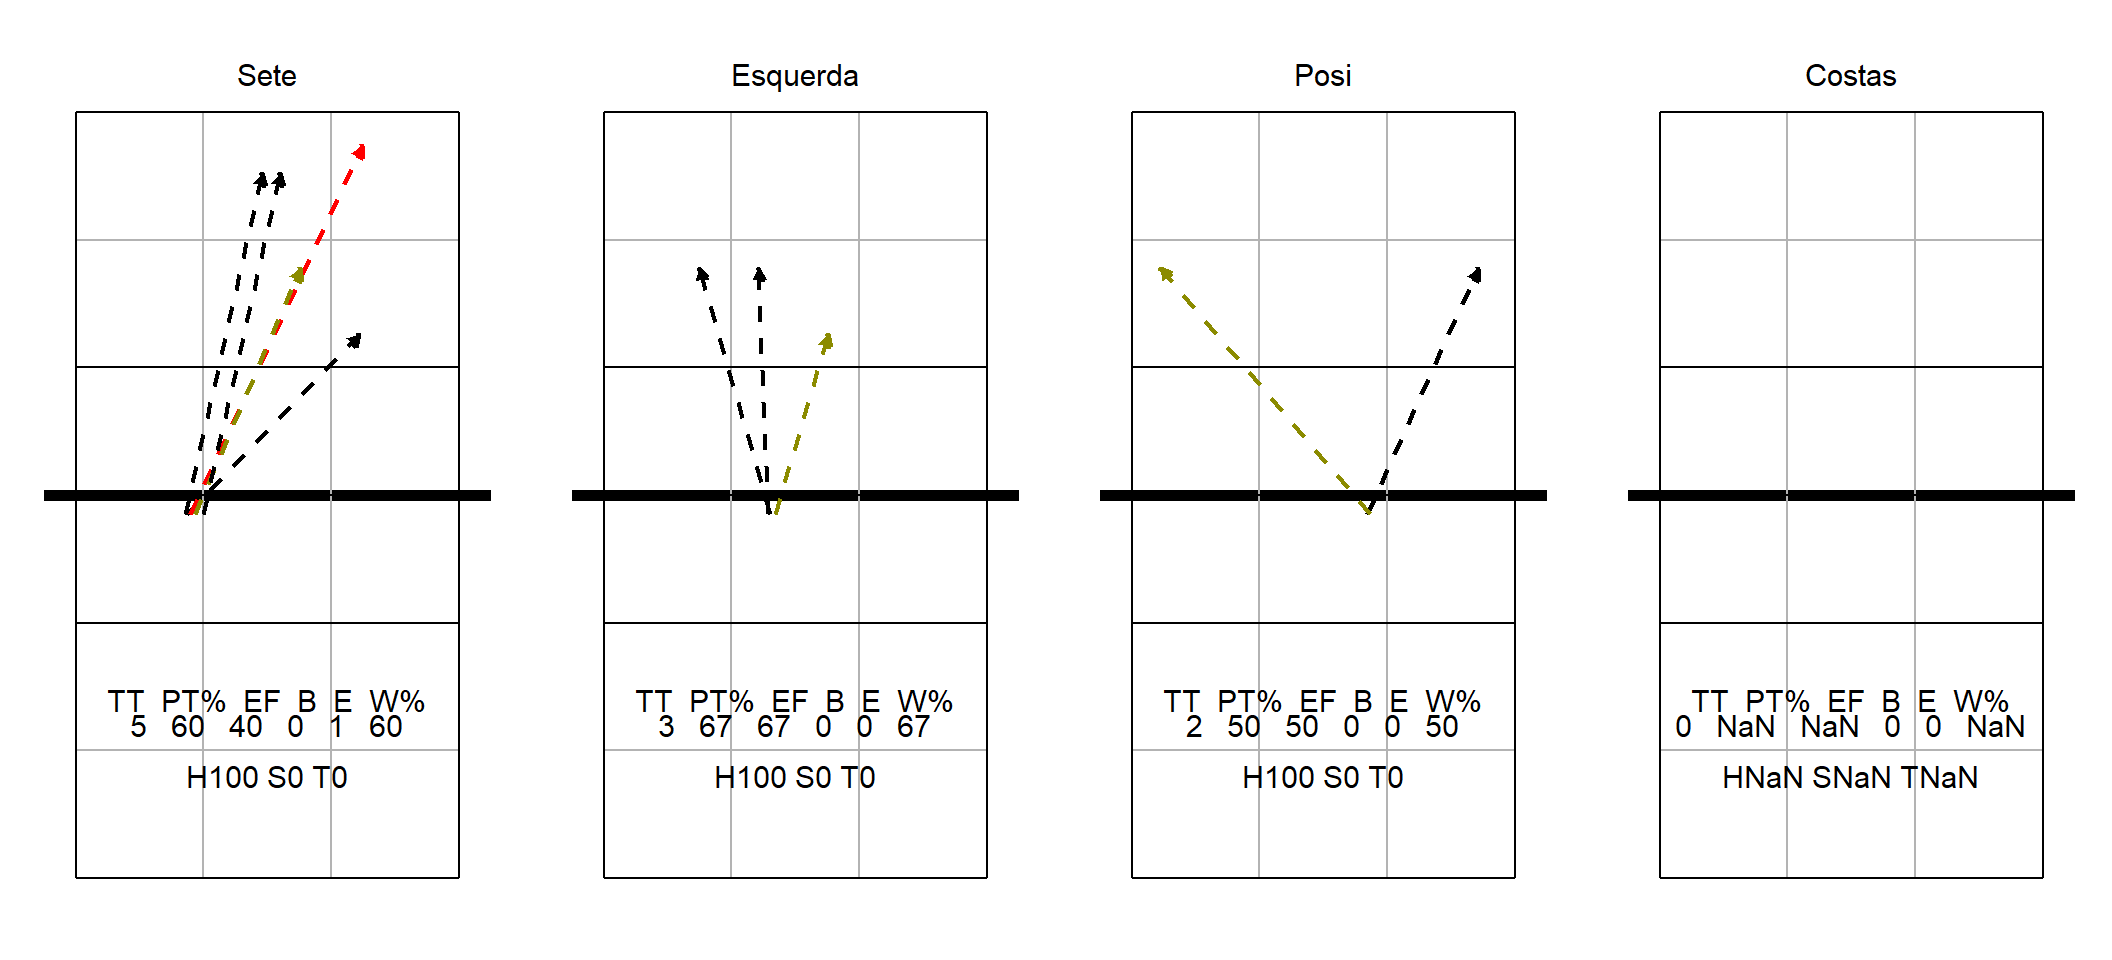 Sete
TT PT% EF B E W%
5 60 40 0 1 60
H100 S0 T0
Esquerda
TT PT% EF B E W%
3 67 67 0 0 67
H100 S0 T0
Posi
TT PT% EF B E W%
2 50 50 0 0 50
H100 S0 T0
Costas
TT PT% EF B E W%
0 NaN NaN 0 0 NaN
HNaN SNaN TNaN